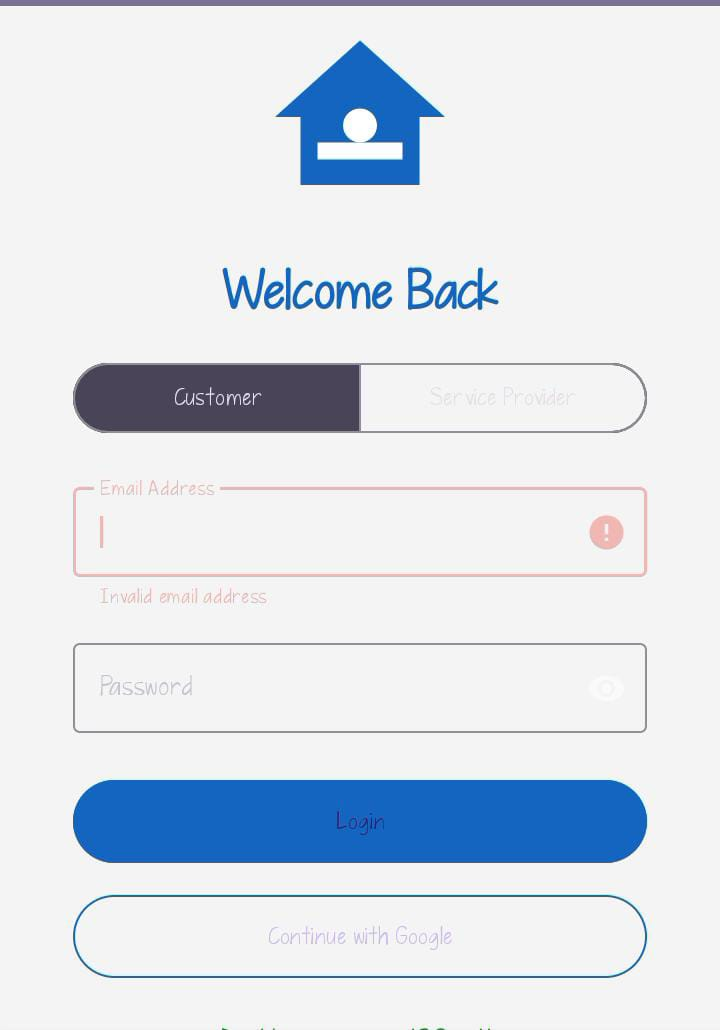 Welcome Back
Customer
Service Provider
Email Address
Invalid email address
Password
Login
Continue with Google